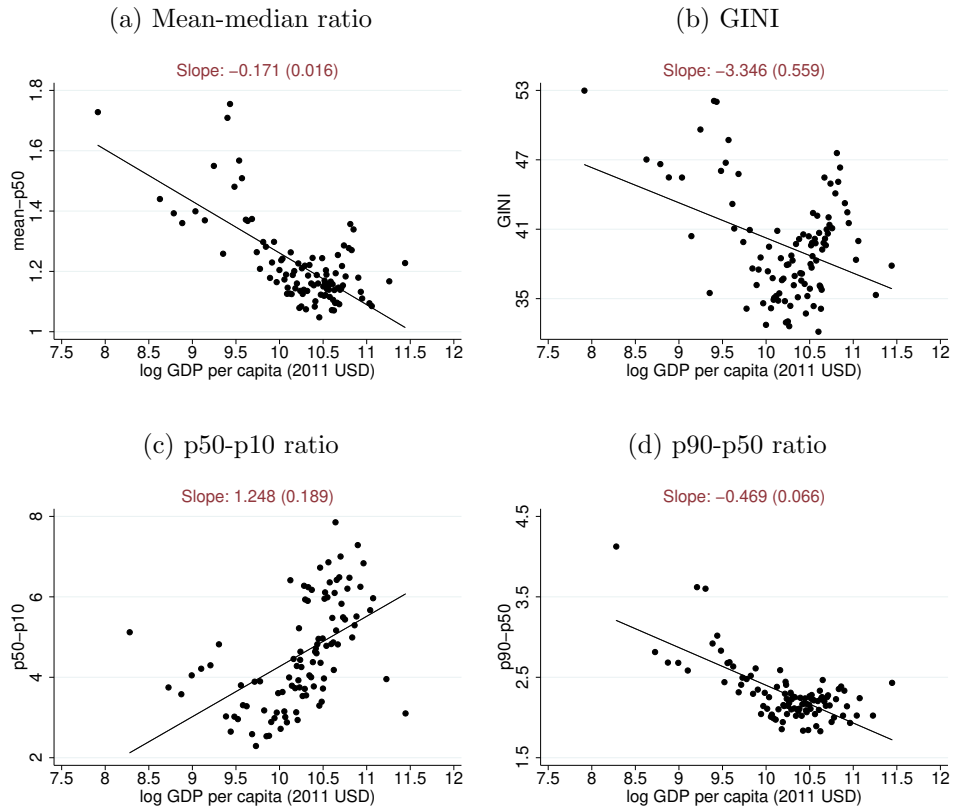 (a) Mean-median ratio
Slope: −0.171 (0.016)
mean−p50
1.8
1.6
1.4
1.2
1
7.5 8 8.5 9 9.5 10 10.5 11 11.5 12
log GDP per capita (2011 USD)
(b) GINI
Slope: −3.346 (0.559)
GINI
53
47
41
35
7.5 8 8.5 9 9.5 10 10.5 11 11.5 12
log GDP per capita (2011 USD)
(c) p50-p10 ratio
Slope: 1.248 (0.189)
p50−p10
8
6
4
2
7.5 8 8.5 9 9.5 10 10.5 11 11.5 12
log GDP per capita (2011 USD)
(d) p90-p50 ratio
Slope: −0.469 (0.066)
p90−p50
4.5
3.5
2.5
1.5
7.5 8 8.5 9 9.5 10 10.5 11 11.5 12
log GDP per capita (2011 USD)